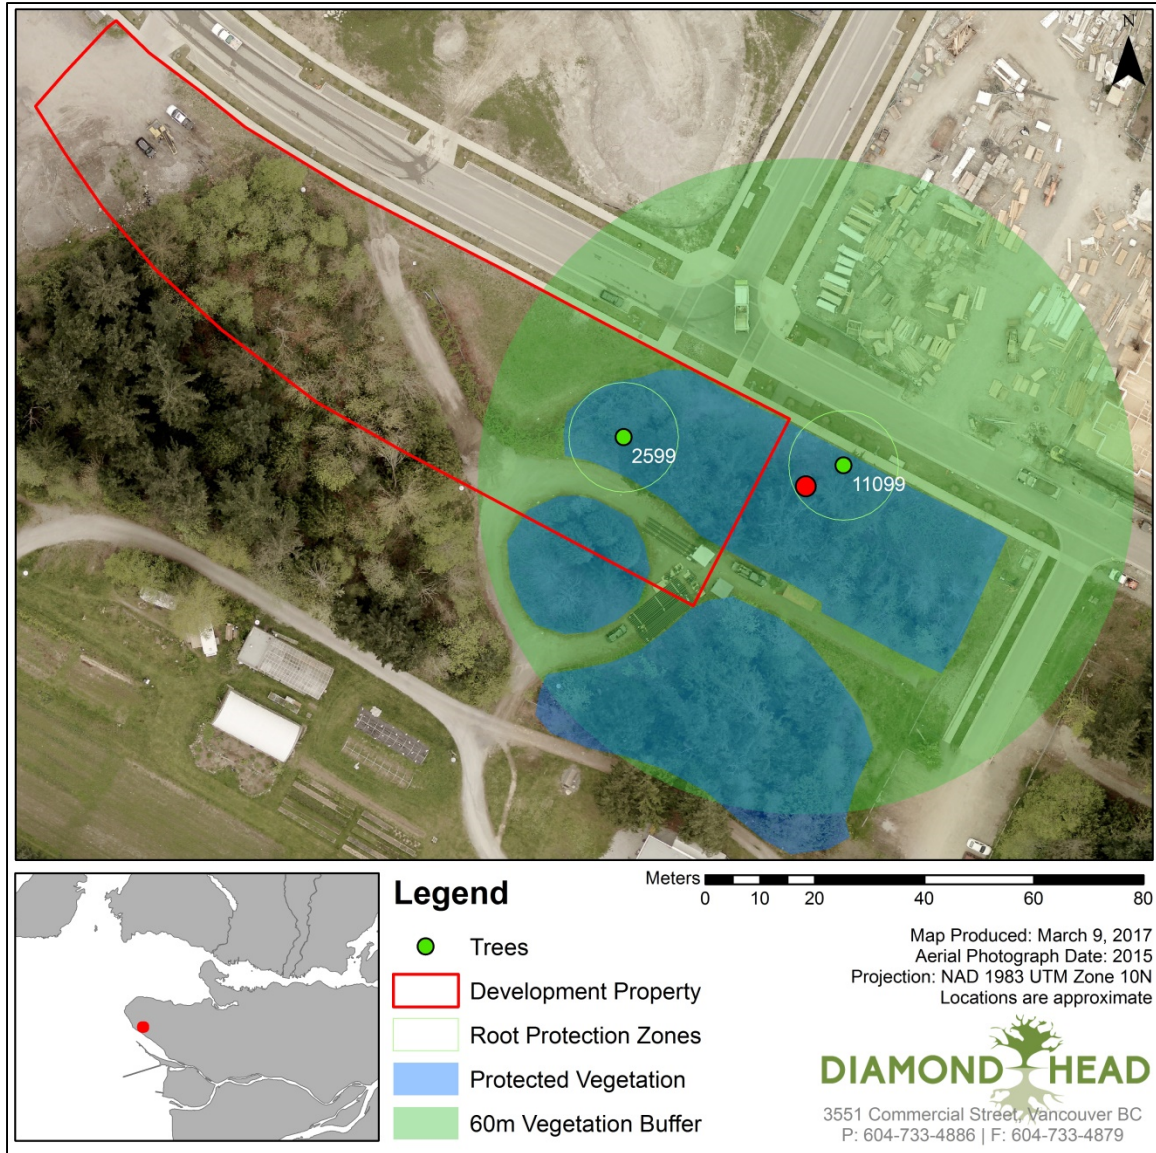 N
2599
11099
Legend
Trees
Development Property
Root Protection Zones
Protected Vegetation
60m Vegetation Buffer
Meters
0 10 20 40 60 80
Map Produced: March 9, 2017
Aerial Photograph Date: 2015
Projection: NAD 1983 UTM Zone 10N
Locations are approximate
DIAMOND HEAD
3551 Commercial Street, Vancouver BC
P: 604-733-4886 | F: 604-733-4879